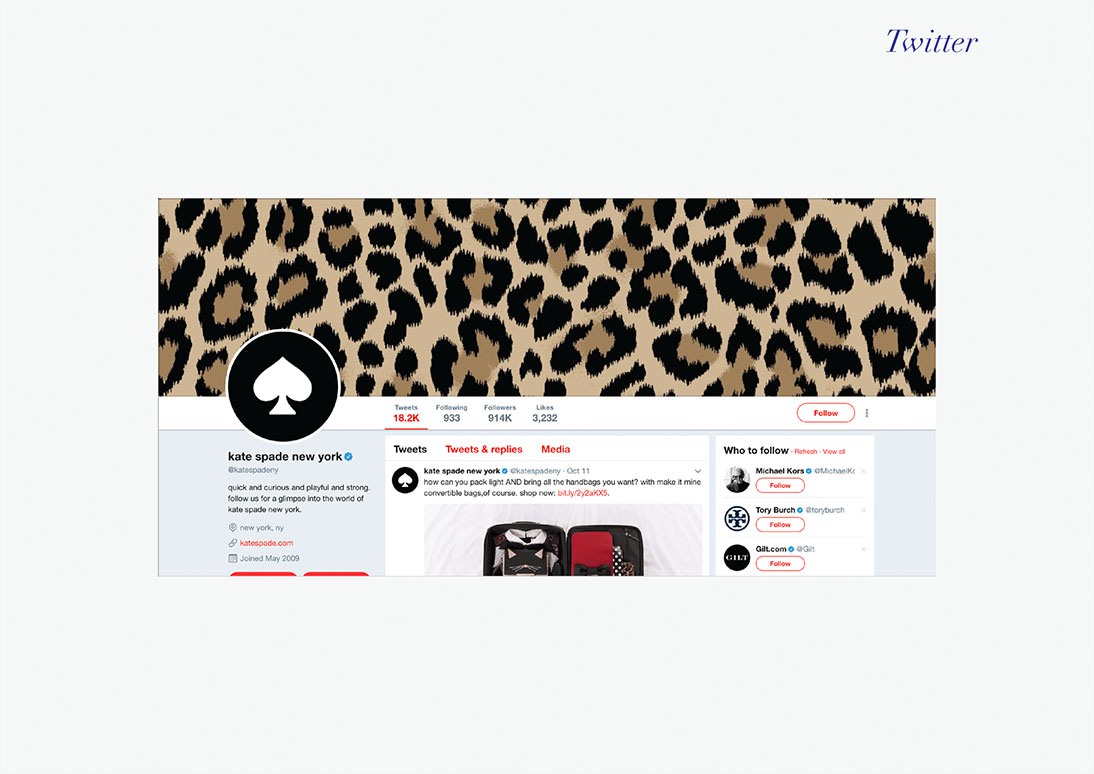 Twitter
Tweets Following Followers Likes
18.2K 933 914K 3,232
Follow
kate spade new york
@katespadeny
quick and curious and playful and strong.
follow us for a glimpse into the world of
kate spade new york.
new york, ny
katespade.com
Joined May 2009
Tweets Tweets & replies Media
kate spade new york @katespadeny · Oct 11
how can you pack light AND bring all the handbags you want? with make it mine
convertible bags,of course. shop now: bit.ly/2y2aKX5.
Who to follow · Refresh · View all
Michael Kors @MichaelKo
Follow
Tory Burch @toryburch
Follow
GILT
Gilt.com @Gilt
Follow